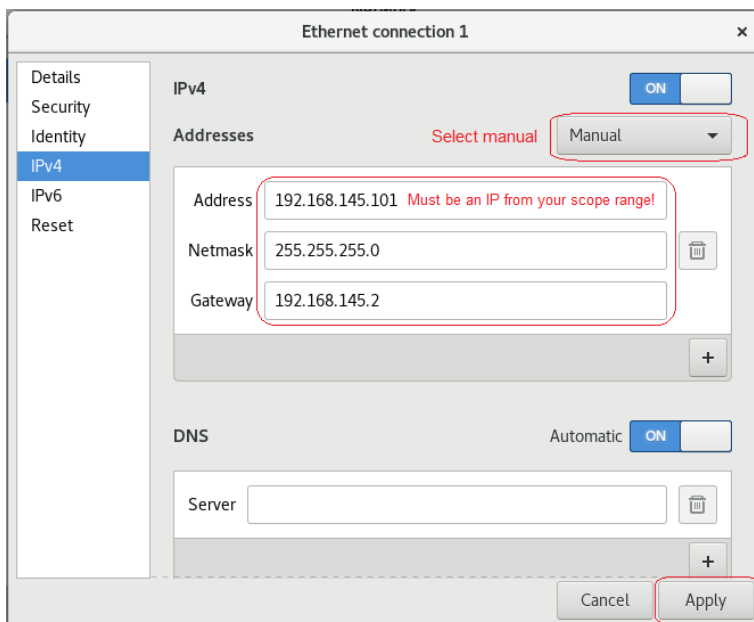 Ethernet connection 1 ×
Details
Security
Identity
IPv4
IPv6
Reset
IPv4 ON
Addresses Select manual Manual
Address 192.168.145.101 Must be an IP from your scope range!
Netmask 255.255.255.0
Gateway 192.168.145.2
+
DNS Automatic ON
Server
+
Cancel Apply